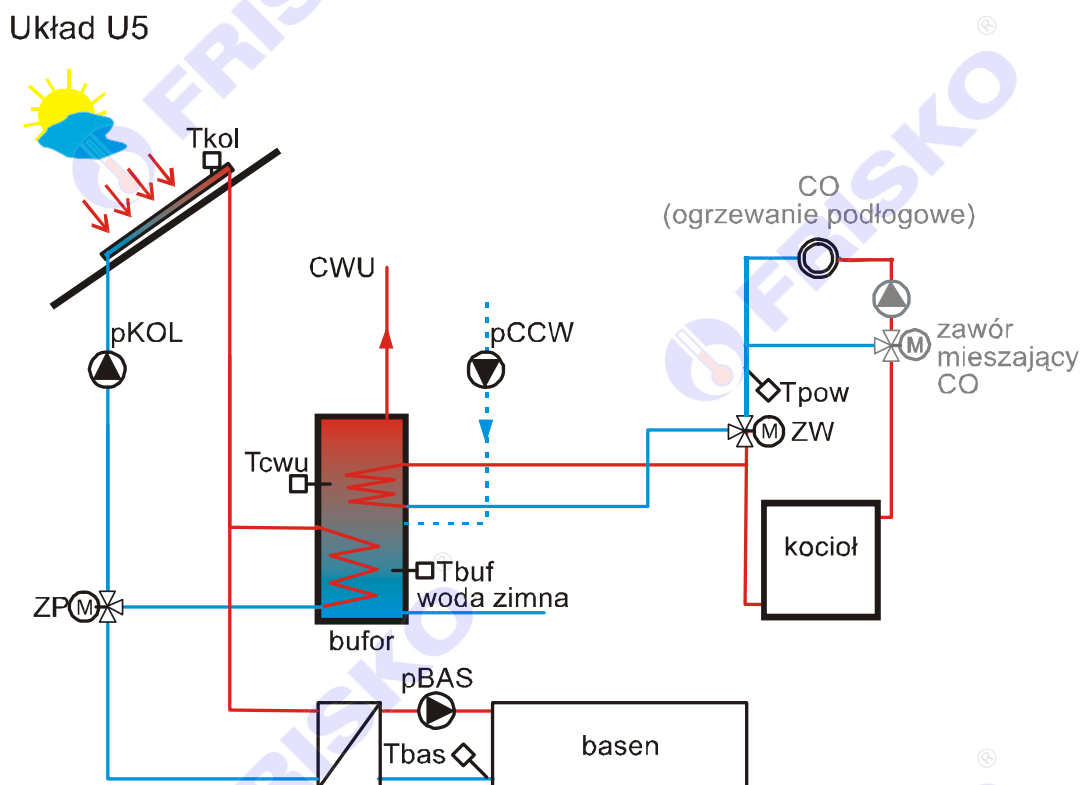 Układ U5
FRISKO
®
FRISKO
Tkol
CO
(ogrzewanie podłogowe)
CWU
pKOL
pCCW
M
zawór
mieszający
CO
Tpow
M
ZW
Tcwu
kocioł
®
Tbuf
woda zimna
ZP
M
bufor
FRISKO
pBAS
Tbas
basen
®